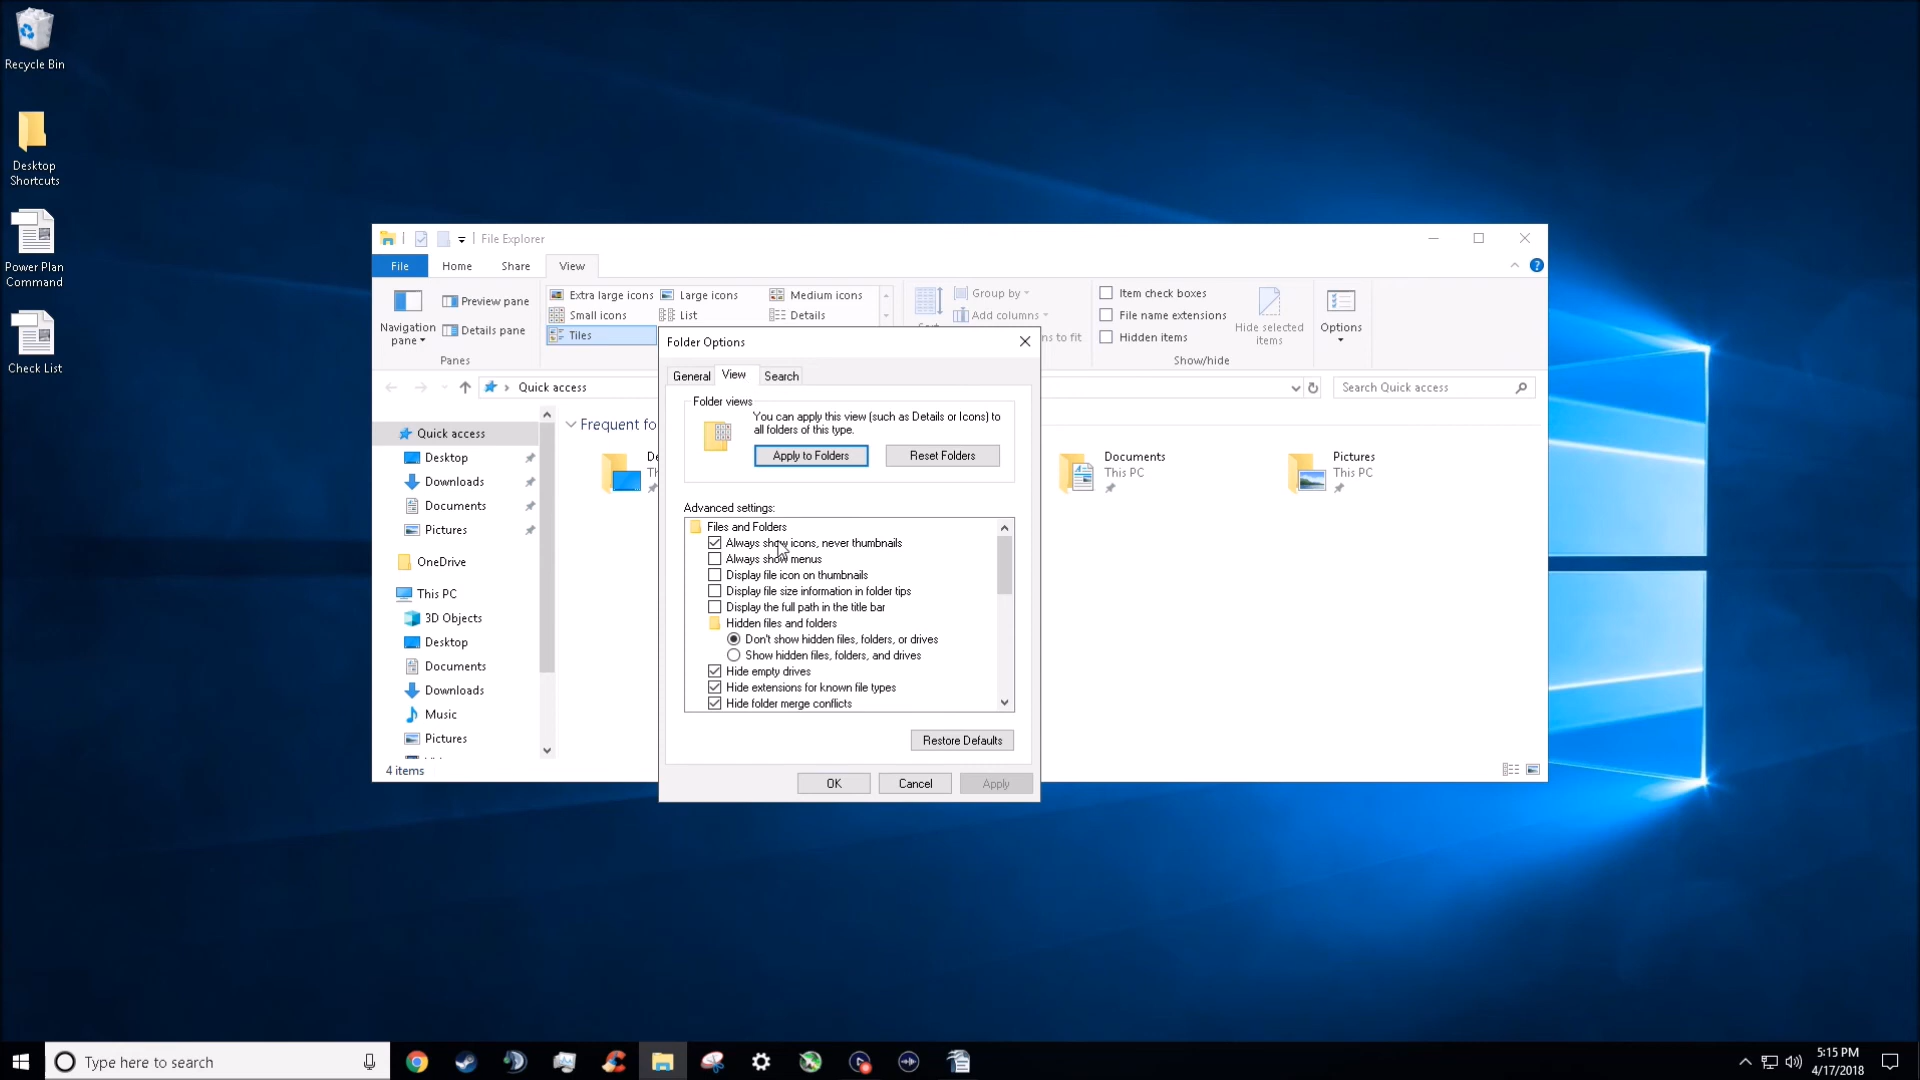 Recycle Bin
Desktop
Shortcuts
Power Plan
Command
Check List
File Explorer
File
Home
Share
View
Navigation
pane
Preview pane
Details pane
Panes
Extra large icons
Large icons
Medium icons
Small icons
List
Details
Tiles
Group by
Add columns
s to fit
Item check boxes
File name extensions
Hidden items
Hide selected
items
Show/hide
Options
Quick access
Search Quick access
Quick access
Desktop
Downloads
Documents
Pictures
OneDrive
This PC
3D Objects
Desktop
Documents
Downloads
Music
Pictures
4 items
Frequent fo
De
Th
Documents
This PC
Pictures
This PC
Folder Options
General
View
Search
Folder views
You can apply this view (such as Details or Icons) to
all folders of this type.
Apply to Folders
Reset Folders
Advanced settings:
Files and Folders
Always show icons, never thumbnails
Always show menus
Display file icon on thumbnails
Display file size information in folder tips
Display the full path in the title bar
Hidden files and folders
Don't show hidden files, folders, or drives
Show hidden files, folders, and drives
Hide empty drives
Hide extensions for known file types
Hide folder merge conflicts
Restore Defaults
OK
Cancel
Apply
Type here to search
5:15 PM
4/17/2018